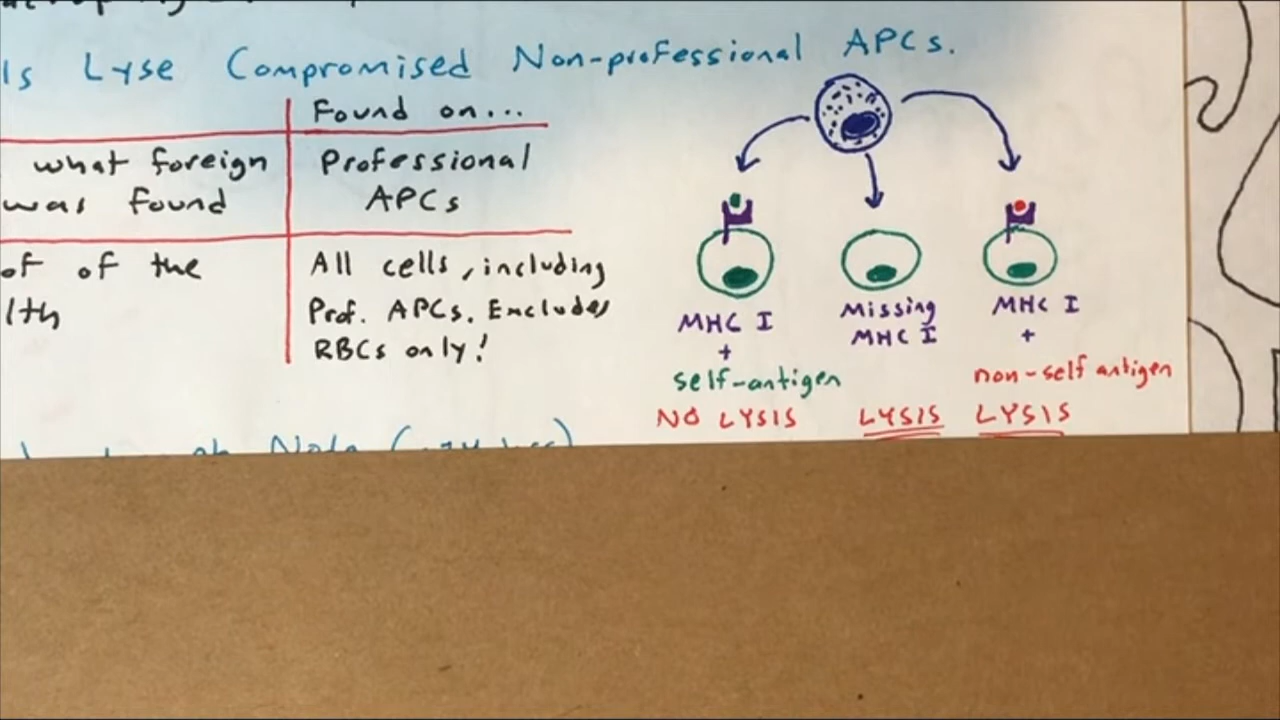 ls Lyse Compromised Non-professional APCs.
Found on...
what foreign
was found
Professional
APCs
of of the
lth
All cells, including
Prof. APCs. Excludes
RBCs only!
MHC I
+
self-antigen
NO LYSIS
Missing
MHC I
LYSIS
MHC I
+
non-self antigen
LYSIS